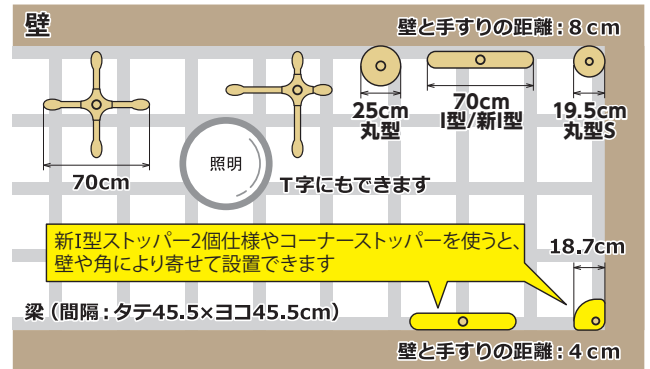 壁
壁と手すりの距離：8cm
25cm
丸型
70cm
I型/新I型
19.5cm
丸型S
照明
70cm
T字にもできます
新I型ストッパー2個仕様やコーナーストッパーを使うと、
壁や角により寄せて設置できます
18.7cm
梁（間隔：タテ45.5×ヨコ45.5cm）
壁と手すりの距離：4cm